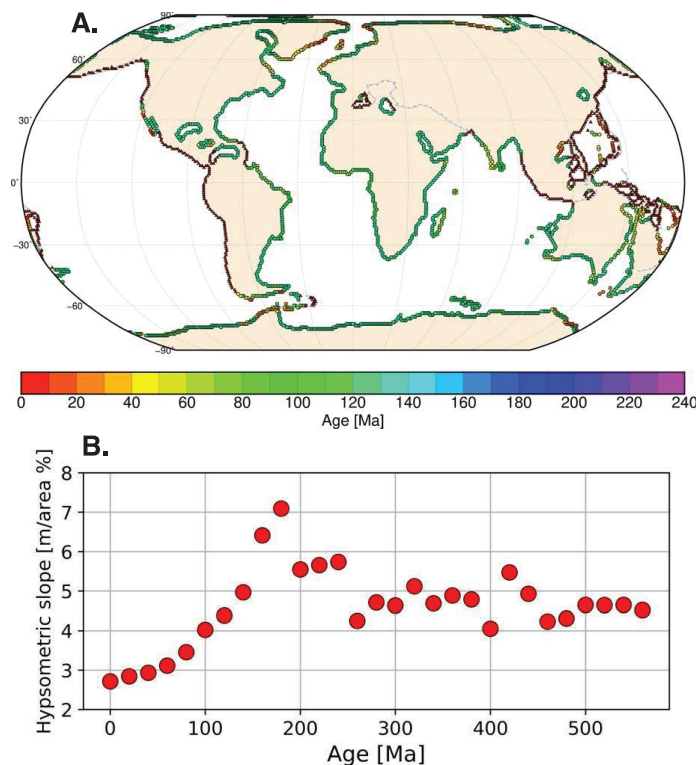 A.
90°
60°
30°
0°
−30°
−60°
−90°
0 20 40 60 80 100 120 140 160 180 200 220 240
Age [Ma]
B.
Hypsometric slope [m/area %]
8
7
6
5
4
3
2
0 100 200 300 400 500
Age [Ma]